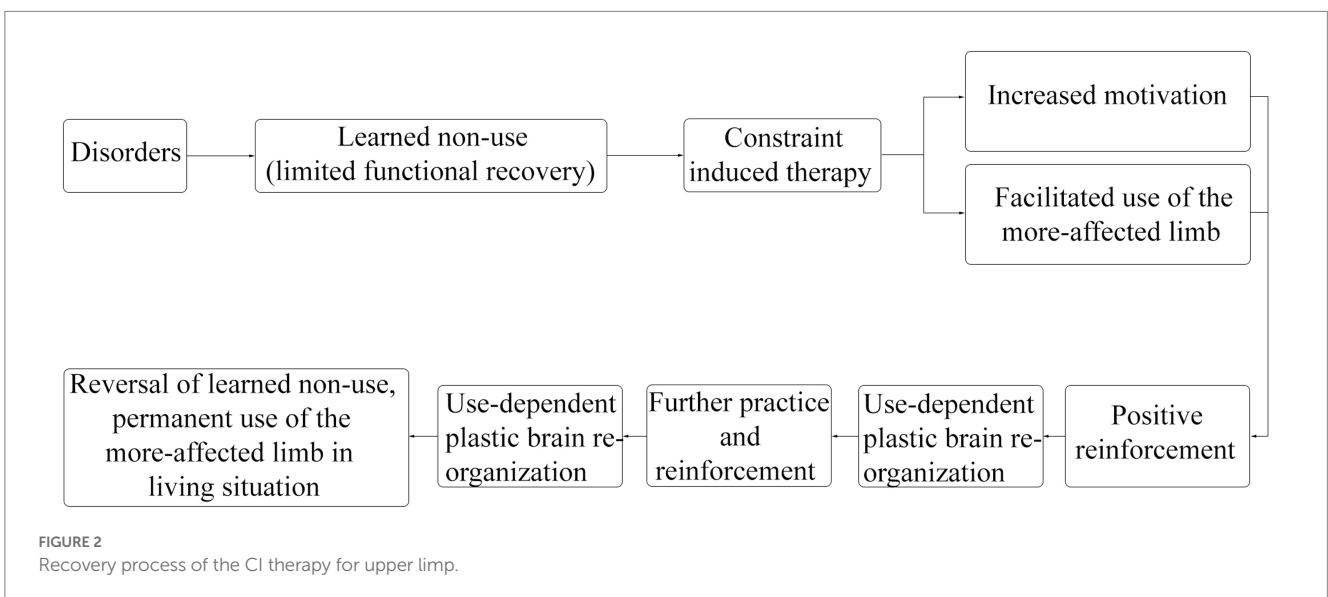 Disorders
Learned non-use
(limited functional recovery)
Constraint
induced therapy
Increased motivation
Facilitated use of the
more-affected limb
Positive
reinforcement
Use-dependent
plastic brain re-
organization
Further practice
and
reinforcement
Use-dependent
plastic brain re-
organization
Reversal of learned non-use,
permanent use of the
more-affected limb in
living situation
FIGURE 2
Recovery process of the CI therapy for upper limp.